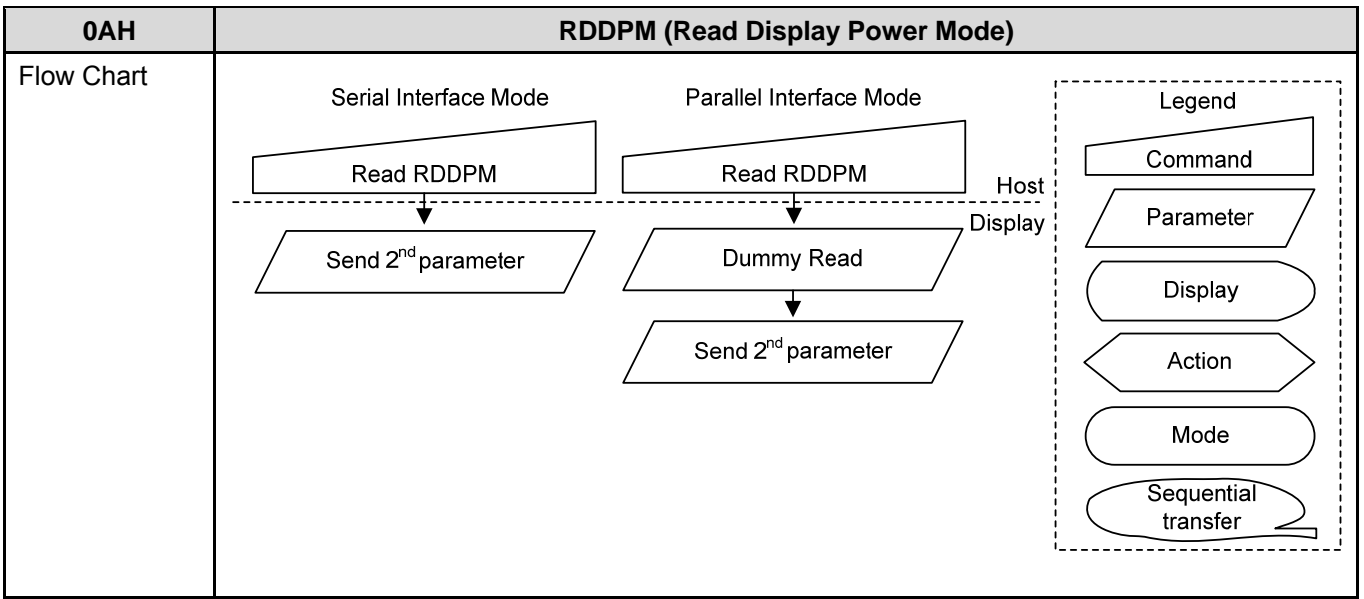 0AH
RDDPM (Read Display Power Mode)
Flow Chart
Serial Interface Mode
Parallel Interface Mode
Read RDDPM
Read RDDPM
Host
Display
Send 2nd parameter
Dummy Read
Send 2nd parameter
Legend
Command
Parameter
Display
Action
Mode
Sequential
transfer